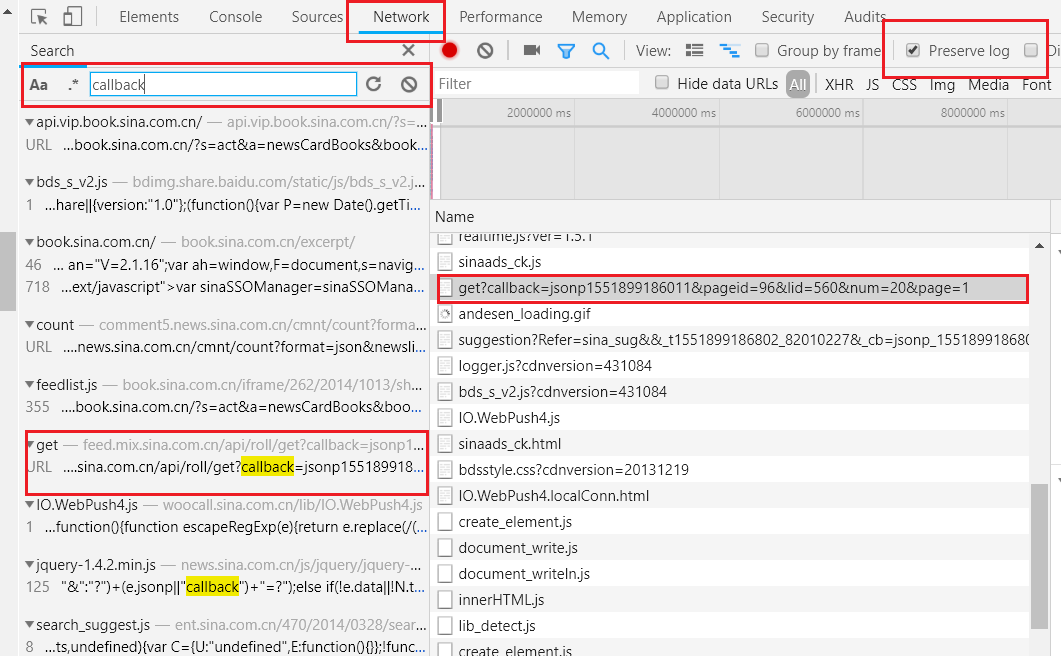 Elements Console Sources Network Performance Memory Application Security Audits
Search
View: Group by frame Preserve log Di
Aa .* callback
Filter Hide data URLs All XHR JS CSS Img Media Font
2000000 ms 4000000 ms 6000000 ms 8000000 ms
api.vip.book.sina.com.cn/ — api.vip.book.sina.com.cn/?s=...
URL ...book.sina.com.cn/?s=act&a=newsCardBooks&book...
bds_s_v2.js — bdimg.share.baidu.com/static/js/bds_s_v2.j...
1 ...hare||{version:"1.0"};(function(){var P=new Date().getTi...
book.sina.com.cn/ — book.sina.com.cn/excerpt/
46 ... an="V=2.1.16";var ah=window,F=document,s=navig...
718 ...ext/javascript">var sinaSSOManager=sinaSSOMana...
count — comment5.news.sina.com.cn/cmnt/count?forma...
URL ....news.sina.com.cn/cmnt/count?format=json&newsli...
feedlist.js — book.sina.com.cn/iframe/262/2014/1013/sh...
355 ....book.sina.com.cn/?s=act&a=newsCardBooks&boo...
get — feed.mix.sina.com.cn/api/roll/get?callback=jsonp1...
URL ....sina.com.cn/api/roll/get?callback=jsonp155189918...
IO.WebPush4.js — woocall.sina.com.cn/lib/IO.WebPush4.js
1 ...function(){function escapeRegExp(e){return e.replace(/(...
jquery-1.4.2.min.js — news.sina.com.cn/js/jquery/jquery-...
125 "&":"?")+(e.jsonp||"callback")+"=?");else if(!e.data||!N.t...
search_suggest.js — ent.sina.com.cn/470/2014/0328/sear...
8 ...ts,undefined){var C={U:"undefined",E:function(){}};!func...
Name
realtime.js?ver=1.5.1
sinaads_ck.js
get?callback=jsonp1551899186011&pageid=96&lid=560&num=20&page=1
andesen_loading.gif
suggestion?Refer=sina_sug&&_t1551899186802_82010227&_cb=jsonp_155189918680
logger.js?cdnversion=431084
bds_s_v2.js?cdnversion=431084
IO.WebPush4.js
sinaads_ck.html
bdsstyle.css?cdnversion=20131219
IO.WebPush4.localConn.html
create_element.js
document_write.js
document_writeln.js
innerHTML.js
lib_detect.js
create_element.js